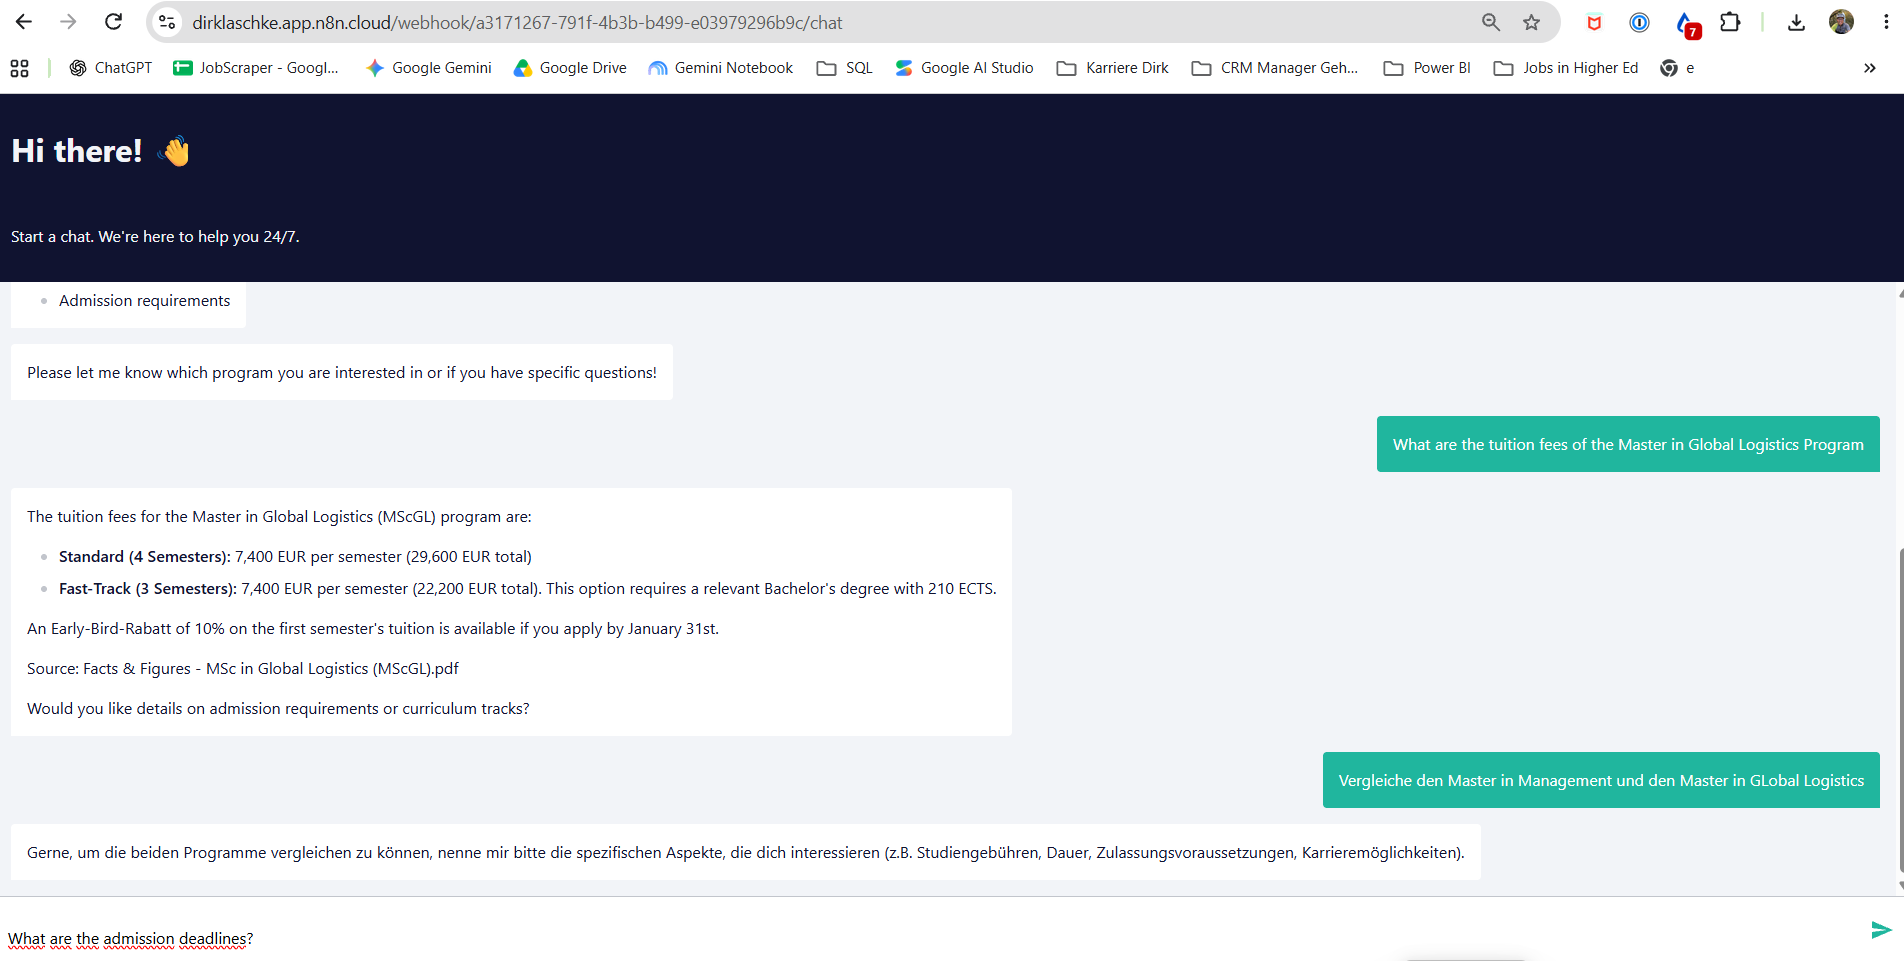 dirklaschke.app.n8n.cloud/webhook/a3171267-791f-4b3b-b499-e03979296b9c/chat
7
ChatGPT JobScraper - Googl... Google Gemini Google Drive Gemini Notebook SQL Google AI Studio Karriere Dirk CRM Manager Geh... Power BI Jobs in Higher Ed e
Hi there! 👋
Start a chat. We're here to help you 24/7.
Admission requirements
Please let me know which program you are interested in or if you have specific questions!
What are the tuition fees of the Master in Global Logistics Program
The tuition fees for the Master in Global Logistics (MScGL) program are:
Standard (4 Semesters): 7,400 EUR per semester (29,600 EUR total)
Fast-Track (3 Semesters): 7,400 EUR per semester (22,200 EUR total). This option requires a relevant Bachelor's degree with 210 ECTS.
An Early-Bird-Rabatt of 10% on the first semester's tuition is available if you apply by January 31st.
Source: Facts & Figures - MSc in Global Logistics (MScGL).pdf
Would you like details on admission requirements or curriculum tracks?
Vergleiche den Master in Management und den Master in GLobal Logistics
Gerne, um die beiden Programme vergleichen zu können, nenne mir bitte die spezifischen Aspekte, die dich interessieren (z.B. Studiengebühren, Dauer, Zulassungsvoraussetzungen, Karrieremöglichkeiten).
What are the admission deadlines?